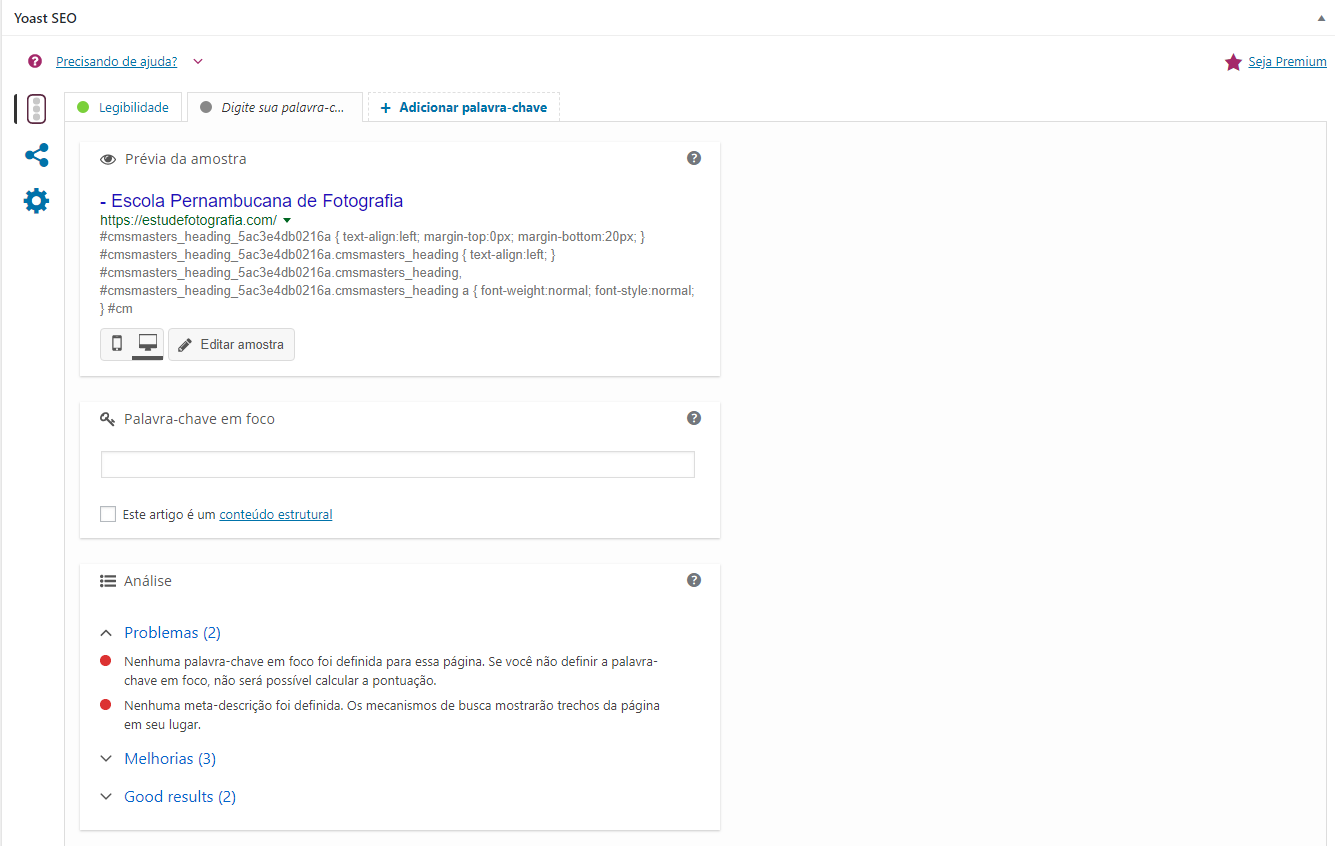 Yoast SEO
Precisando de ajuda?
Seja Premium
Legibilidade
Digite sua palavra-c...
+ Adicionar palavra-chave
Prévia da amostra
- Escola Pernambucana de Fotografia
https://estudefotografia.com/
#cmsmasters_heading_5ac3e4db0216a { text-align:left; margin-top:0px; margin-bottom:20px; }
#cmsmasters_heading_5ac3e4db0216a.cmsmasters_heading { text-align:left; }
#cmsmasters_heading_5ac3e4db0216a.cmsmasters_heading,
#cmsmasters_heading_5ac3e4db0216a.cmsmasters_heading a { font-weight:normal; font-style:normal;
} #cm
Editar amostra
Palavra-chave em foco
Este artigo é um conteúdo estrutural
Análise
Problemas (2)
Nenhuma palavra-chave em foco foi definida para essa página. Se você não definir a palavra-
chave em foco, não será possível calcular a pontuação.
Nenhuma meta-descrição foi definida. Os mecanismos de busca mostrarão trechos da página
em seu lugar.
Melhorias (3)
Good results (2)